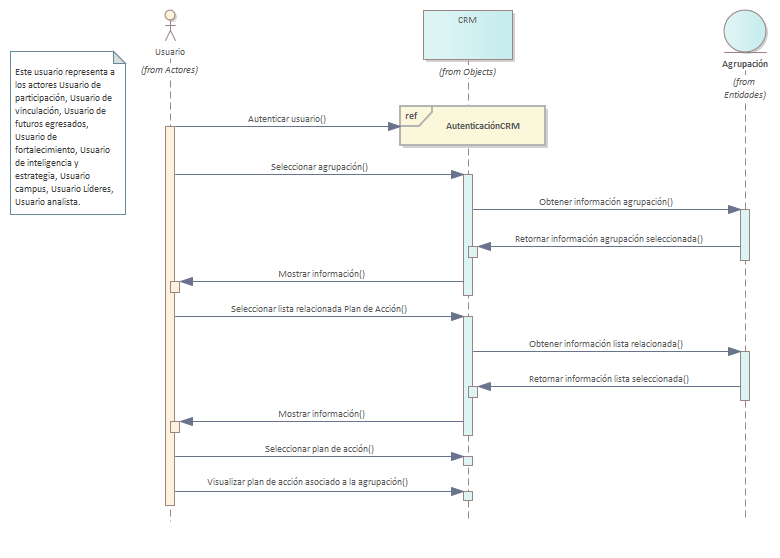 CRM
Usuario
(from Actores)
(from Objects)
Agrupación
(from
Entidades)
Este usuario representa a
los actores Usuario de
participación, Usuario de
vinculación, Usuario de
futuros egresados,
Usuario de
fortalecimiento, Usuario
de inteligencia y
estrategia, Usuario
campus, Usuario Líderes,
Usuario analista.
ref
AutenticaciónCRM
Autenticar usuario()
Seleccionar agrupación()
Obtener información agrupación()
Retornar información agrupación seleccionada()
Mostrar información()
Seleccionar lista relacionada Plan de Acción()
Obtener información lista relacionada()
Retornar información lista seleccionada()
Mostrar información()
Seleccionar plan de acción()
Visualizar plan de acción asociado a la agrupación()